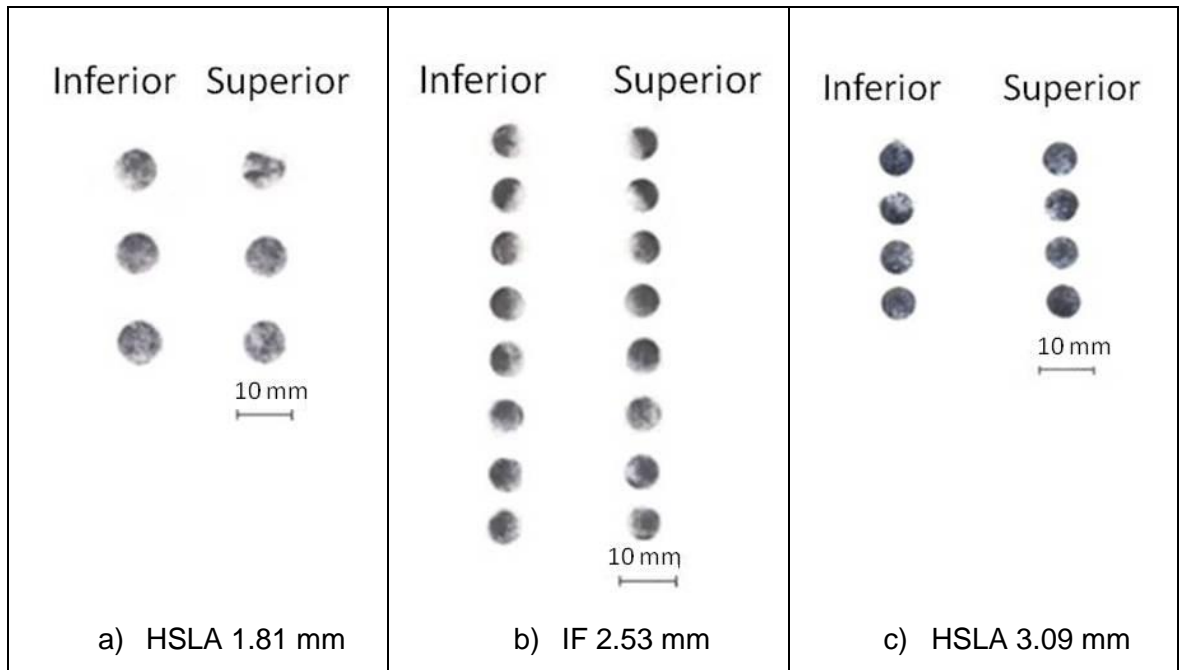 Inferior Superior
10 mm
a) HSLA 1.81 mm
Inferior Superior
10 mm
b) IF 2.53 mm
Inferior Superior
10 mm
c) HSLA 3.09 mm